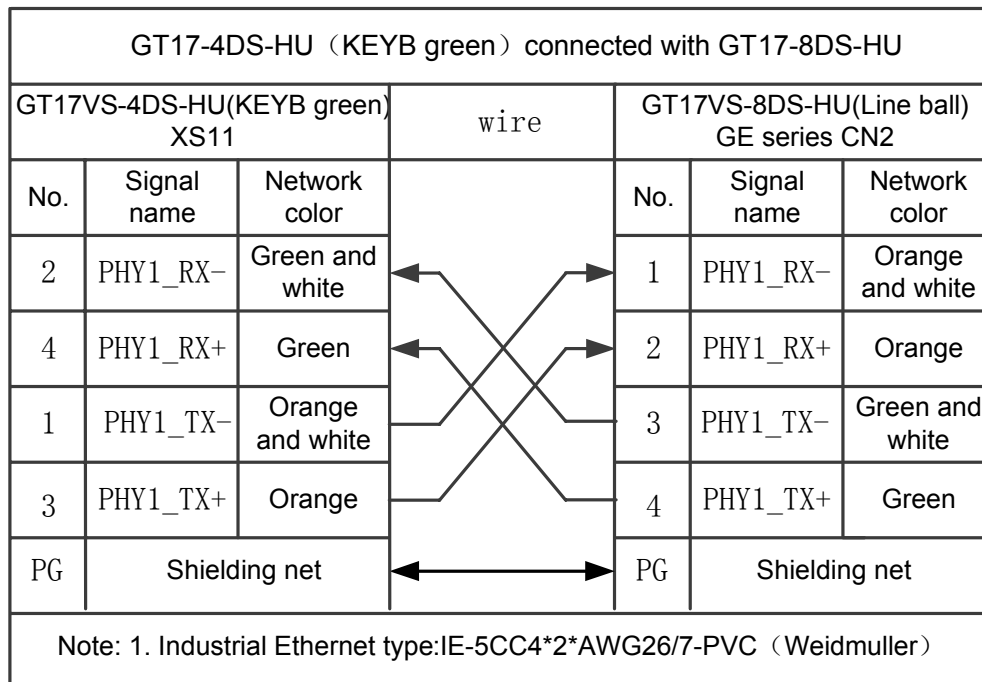 GT17-4DS-HU（KEYB green）connected with GT17-8DS-HU
GT17VS-4DS-HU(KEYB green)
XS11
wire
GT17VS-8DS-HU(Line ball)
GE series CN2
No.
Signal
name
Network
color
No.
Signal
name
Network
color
2
PHY1_RX-
Green and
white
1
PHY1_RX-
Orange
and white
4
PHY1_RX+
Green
2
PHY1_RX+
Orange
1
PHY1_TX-
Orange
and white
3
PHY1_TX-
Green and
white
3
PHY1_TX+
Orange
4
PHY1_TX+
Green
PG
Shielding net
PG
Shielding net
Note: 1. Industrial Ethernet type:IE-5CC4*2*AWG26/7-PVC（Weidmuller）